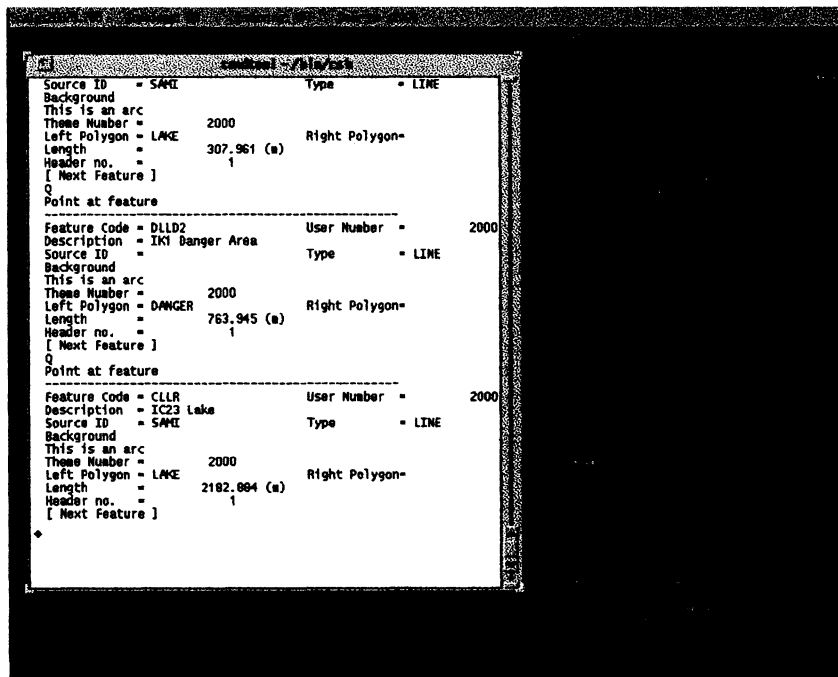 cmdtool - /bin/csh
Source ID = SAMI Type = LINE
Background
This is an arc
Theme Number = 2000
Left Polygon = LAKE Right Polygon=
Length = 307.961 (m)
Header no. = 1
[ Next Feature ]
Q
Point at feature
--------------------------------------------------
Feature Code = DLLD2 User Number = 2000
Description = IK1 Danger Area
Source ID = Type = LINE
Background
This is an arc
Theme Number = 2000
Left Polygon = DANGER Right Polygon=
Length = 763.945 (m)
Header no. = 1
[ Next Feature ]
Q
Point at feature
--------------------------------------------------
Feature Code = CLLR User Number = 2000
Description = IC23 Lake
Source ID = SAMI Type = LINE
Background
This is an arc
Theme Number = 2000
Left Polygon = LAKE Right Polygon=
Length = (m)
Header no. = 1
[ Next Feature ]